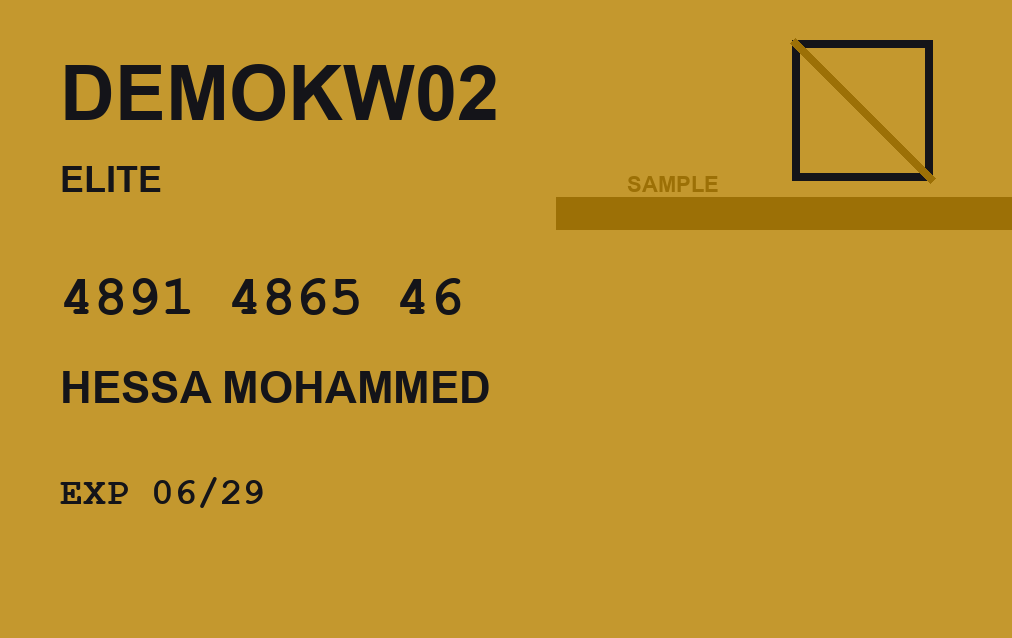 DEMOKW02
ELITE
SAMPLE
4891 4865 46
HESSA MOHAMMED
EXP 06/29